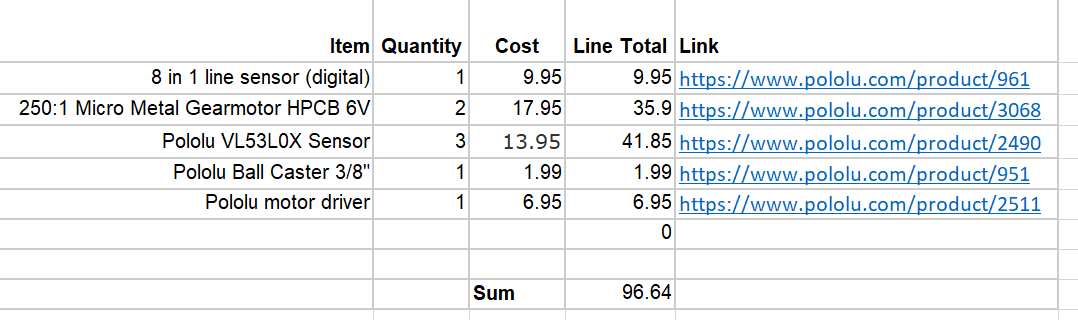 Item Quantity Cost Line Total Link
8 in 1 line sensor (digital) 1 9.95 9.95 https://www.pololu.com/product/961
250:1 Micro Metal Gearmotor HPCB 6V 2 17.95 35.9 https://www.pololu.com/product/3068
Pololu VL53L0X Sensor 3 13.95 41.85 https://www.pololu.com/product/2490
Pololu Ball Caster 3/8" 1 1.99 1.99 https://www.pololu.com/product/951
Pololu motor driver 1 6.95 6.95 https://www.pololu.com/product/2511
0
Sum 96.64